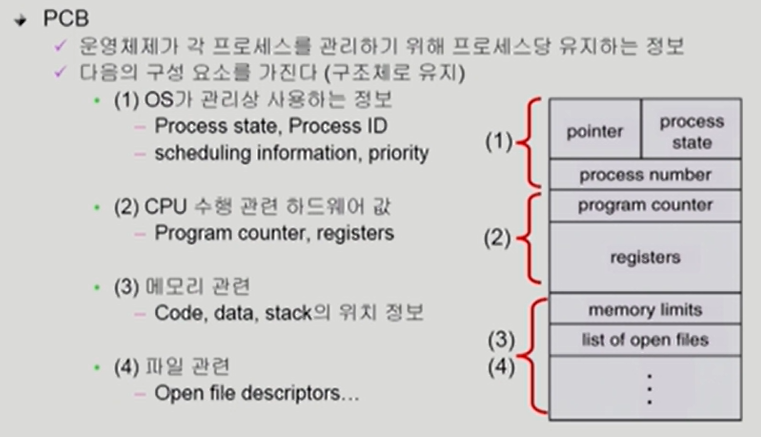 PCB
운영체제가 각 프로세스를 관리하기 위해 프로세스당 유지하는 정보
다음의 구성 요소를 가진다 (구조체로 유지)
(1) OS가 관리상 사용하는 정보
Process state, Process ID
scheduling information, priority
(2) CPU 수행 관련 하드웨어 값
Program counter, registers
(3) 메모리 관련
Code, data, stack의 위치 정보
(4) 파일 관련
Open file descriptors…
(1)
pointer
process
state
process number
(2)
program counter
registers
(3)
(4)
memory limits
list of open files